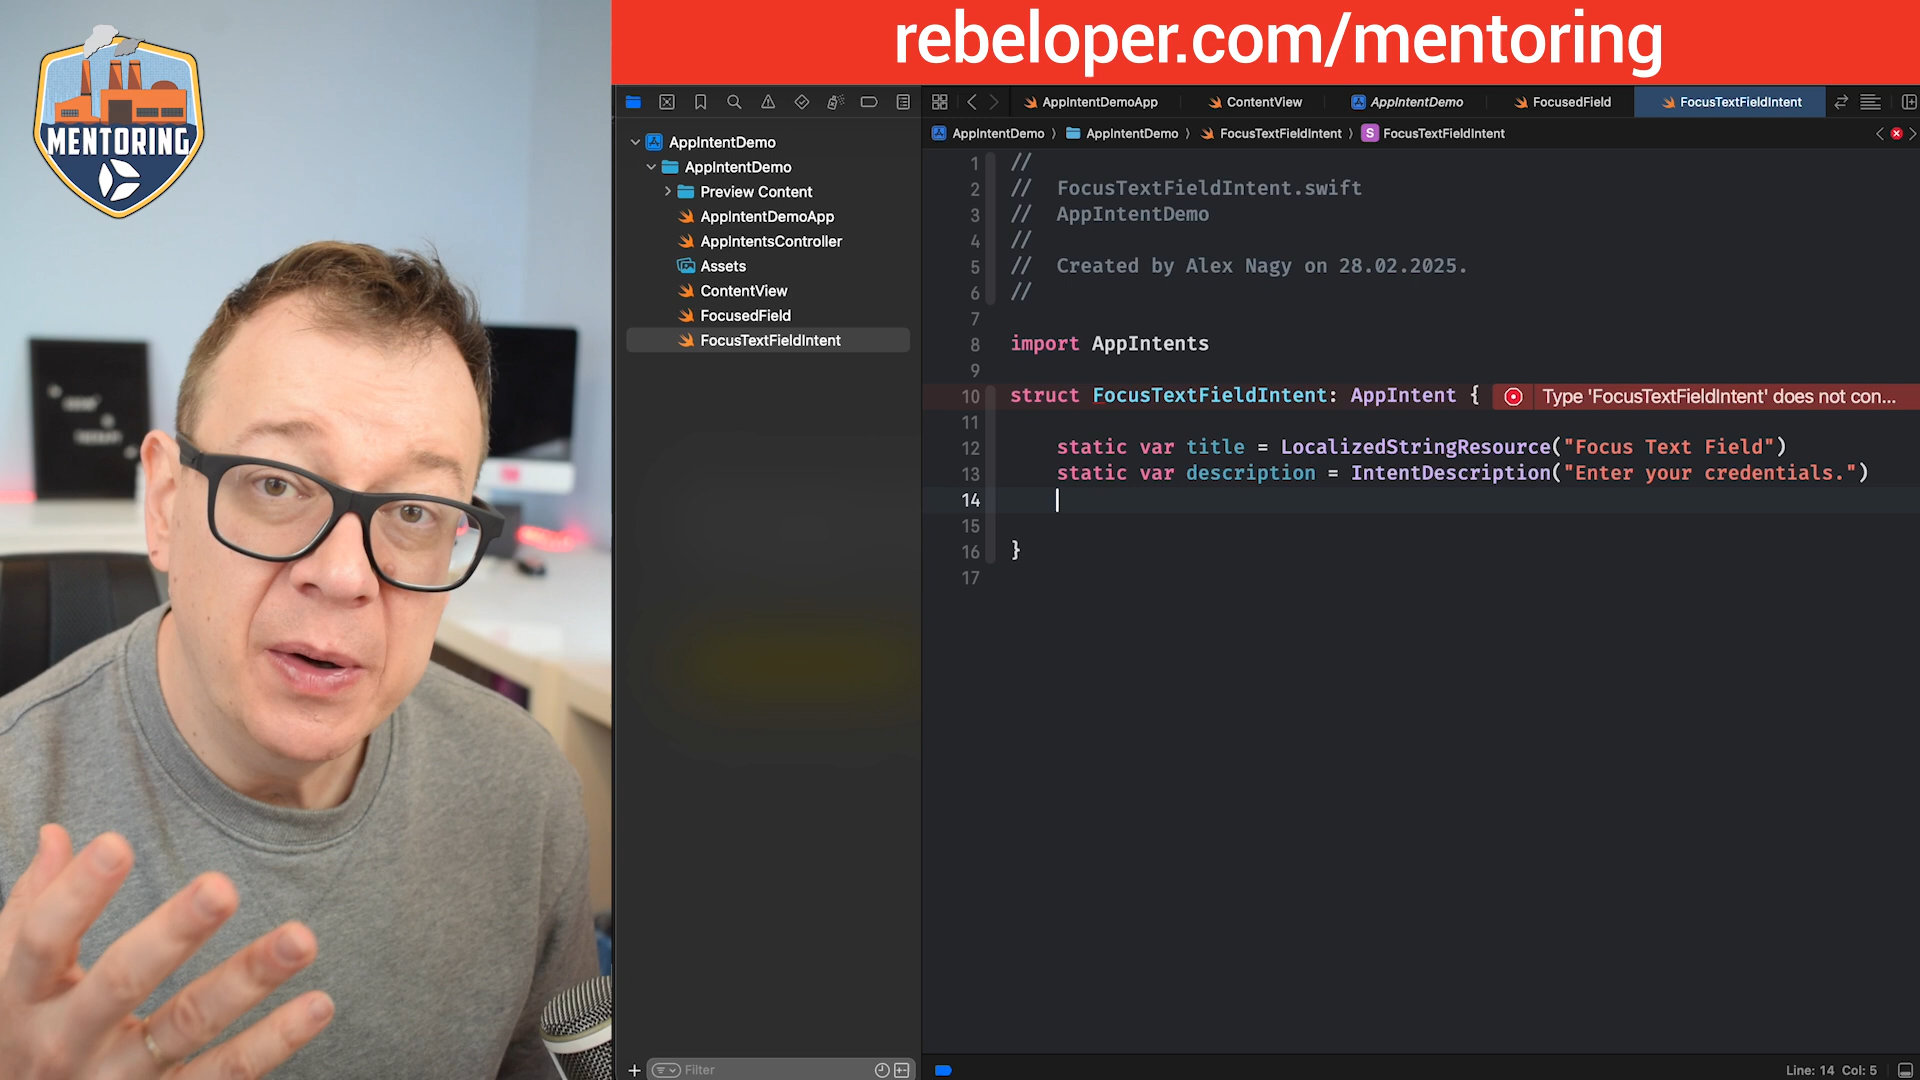 rebeloper.com/mentoring
MENTORING
AppIntentDemoApp
ContentView
AppIntentDemo
FocusedField
FocusTextFieldIntent
AppIntentDemo
AppIntentDemo
FocusTextFieldIntent
S
FocusTextFieldIntent
AppIntentDemo
AppIntentDemo
Preview Content
AppIntentDemoApp
AppIntentsController
Assets
ContentView
FocusedField
FocusTextFieldIntent
1 //
2 // FocusTextFieldIntent.swift
3 // AppIntentDemo
4 //
5 // Created by Alex Nagy on 28.02.2025.
6 //
7
8 import AppIntents
9
10 struct FocusTextFieldIntent: AppIntent { Type 'FocusTextFieldIntent' does not con...
11
12 static var title = LocalizedStringResource("Focus Text Field")
13 static var description = IntentDescription("Enter your credentials.")
14
15
16 }
17
Filter
Line: 14 Col: 5